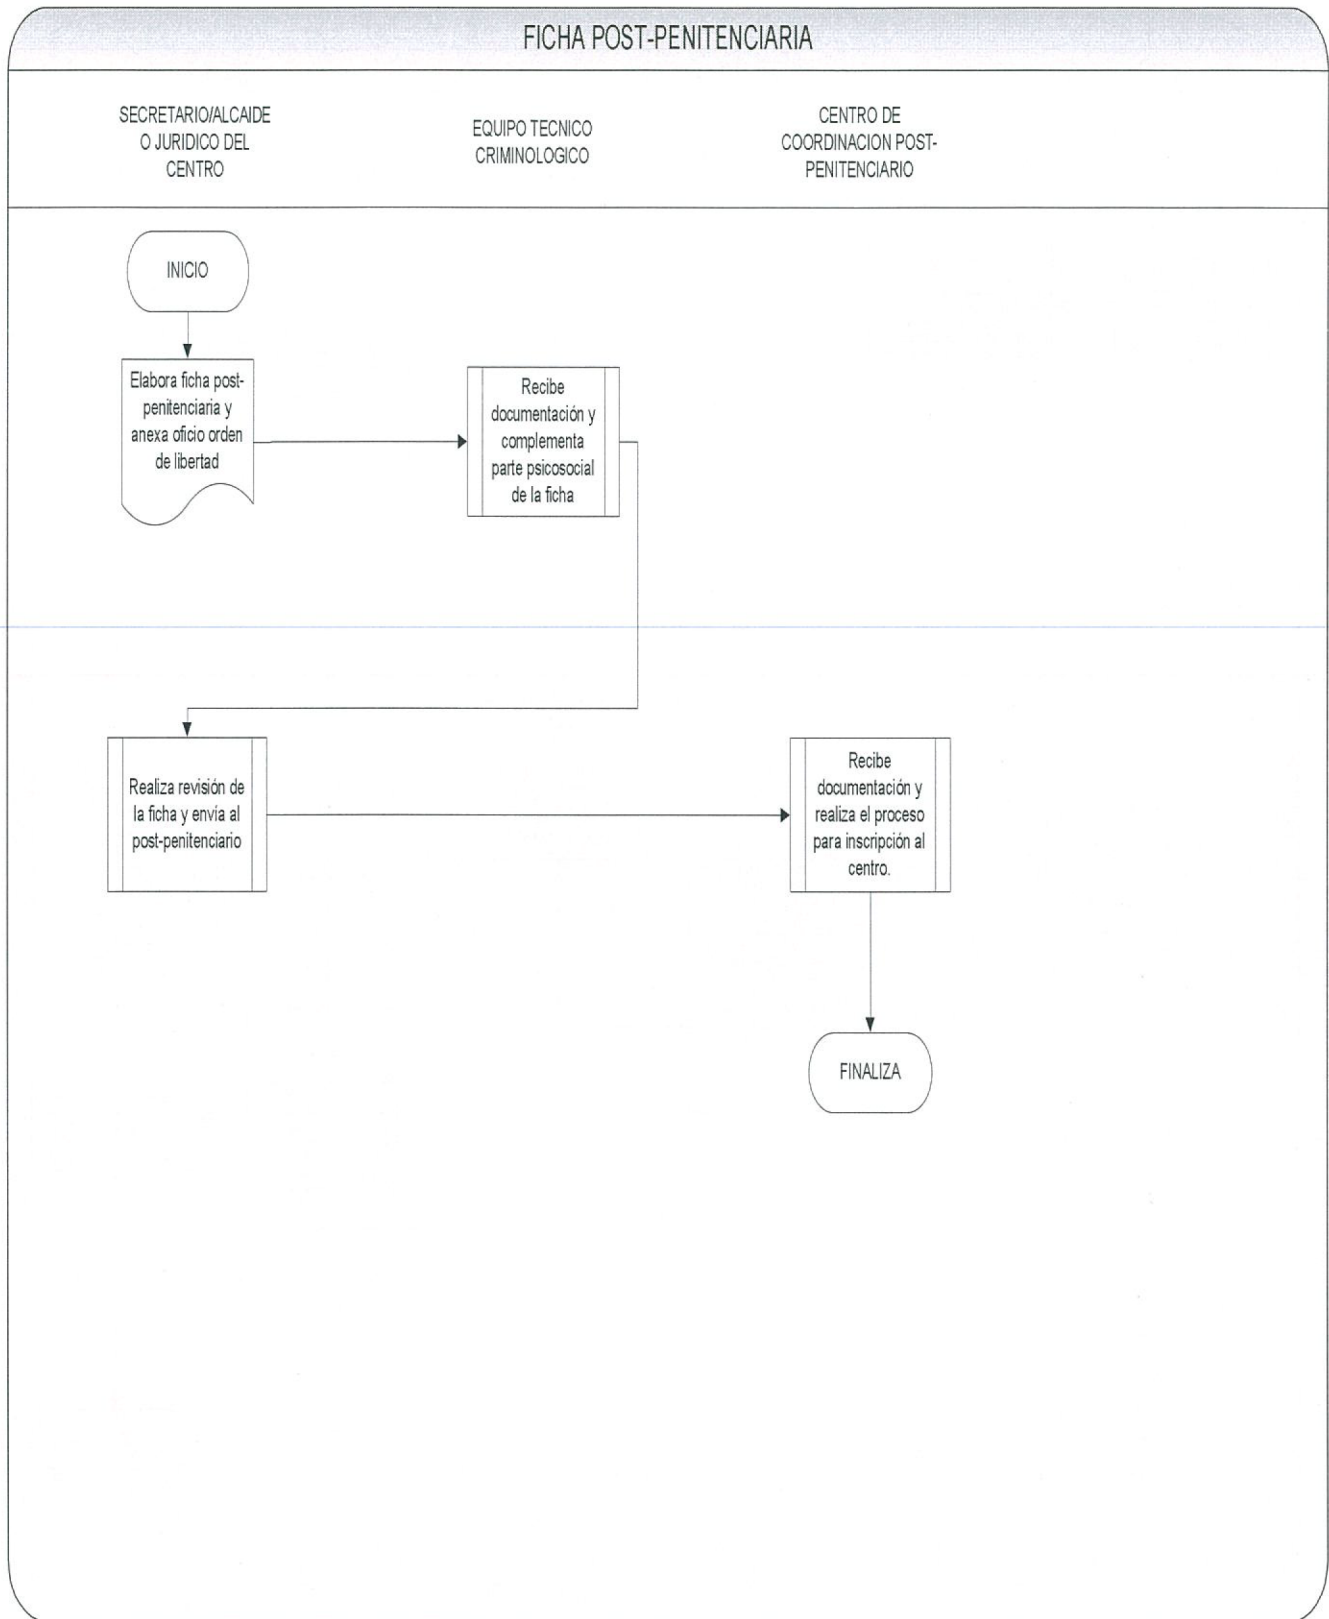 FICHA POST-PENITENCIARIA
SECRETARIO/ALCAIDE
O JURIDICO DEL
CENTRO
EQUIPO TECNICO
CRIMINOLOGICO
CENTRO DE
COORDINACION POST-
PENITENCIARIO
INICIO
Elabora ficha post-
penitenciaria y
anexa oficio orden
de libertad
Recibe
documentación y
complementa
parte psicosocial
de la ficha
Realiza revisión de
la ficha y envía al
post-penitenciario
Recibe
documentación y
realiza el proceso
para inscripción al
centro.
FINALIZA